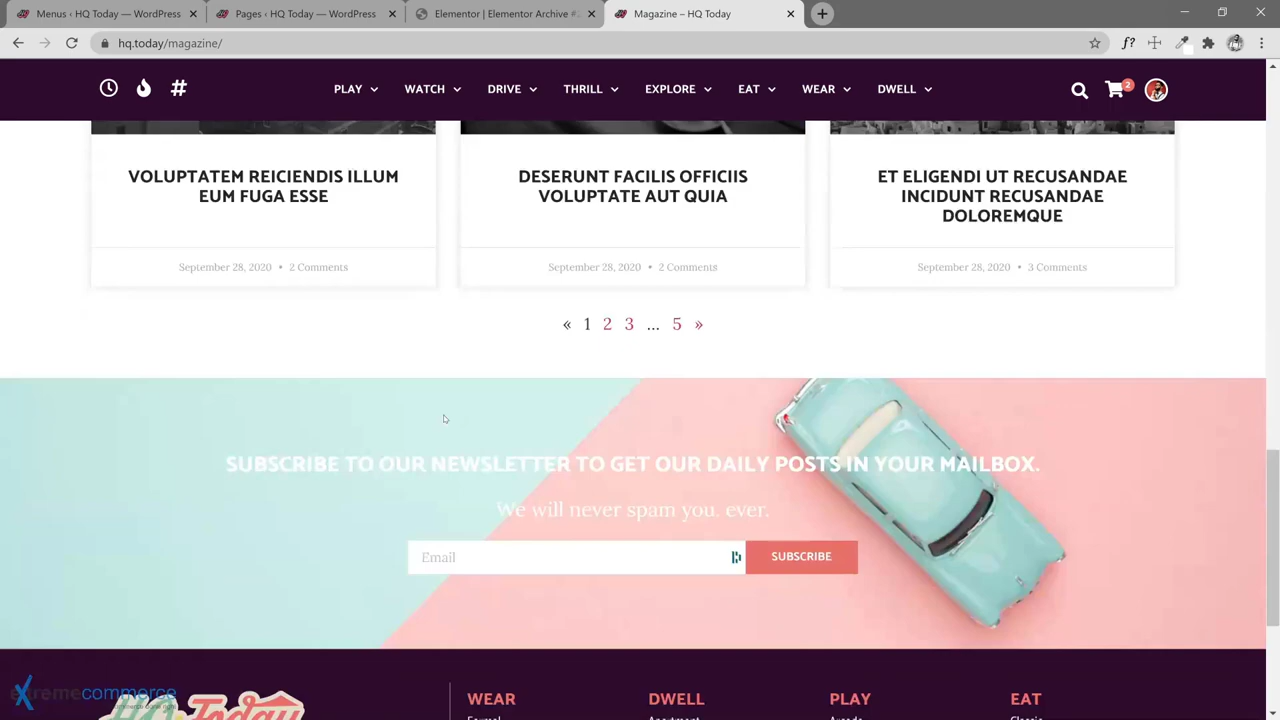 Menus ‹ HQ Today — WordPress
Pages ‹ HQ Today — WordPress
Elementor | Elementor Archive #2
Magazine – HQ Today
hq.today/magazine/
f?
PLAY WATCH DRIVE THRILL EXPLORE EAT WEAR DWELL
2
VOLUPTATEM REICIENDIS ILLUM
EUM FUGA ESSE
September 28, 2020 • 2 Comments
DESERUNT FACILIS OFFICIIS
VOLUPTATE AUT QUIA
September 28, 2020 • 2 Comments
ET ELIGENDI UT RECUSANDAE
INCIDUNT RECUSANDAE
DOLOREMQUE
September 28, 2020 • 3 Comments
« 1 2 3 … 5 »
SUBSCRIBE TO OUR NEWSLETTER TO GET OUR DAILY POSTS IN YOUR MAILBOX.
We will never spam you. ever.
Email
SUBSCRIBE
extremecommerce
HQ Today
WEAR DWELL PLAY EAT